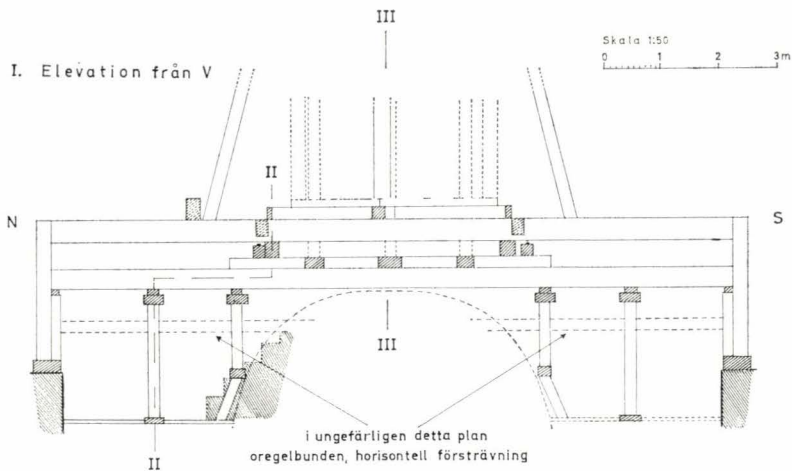 III
Skala 1:50
0 1 2 3m
I. Elevation från V
II
N
S
III
i ungefärligen detta plan
oregelbunden, horisontell försträvning
II